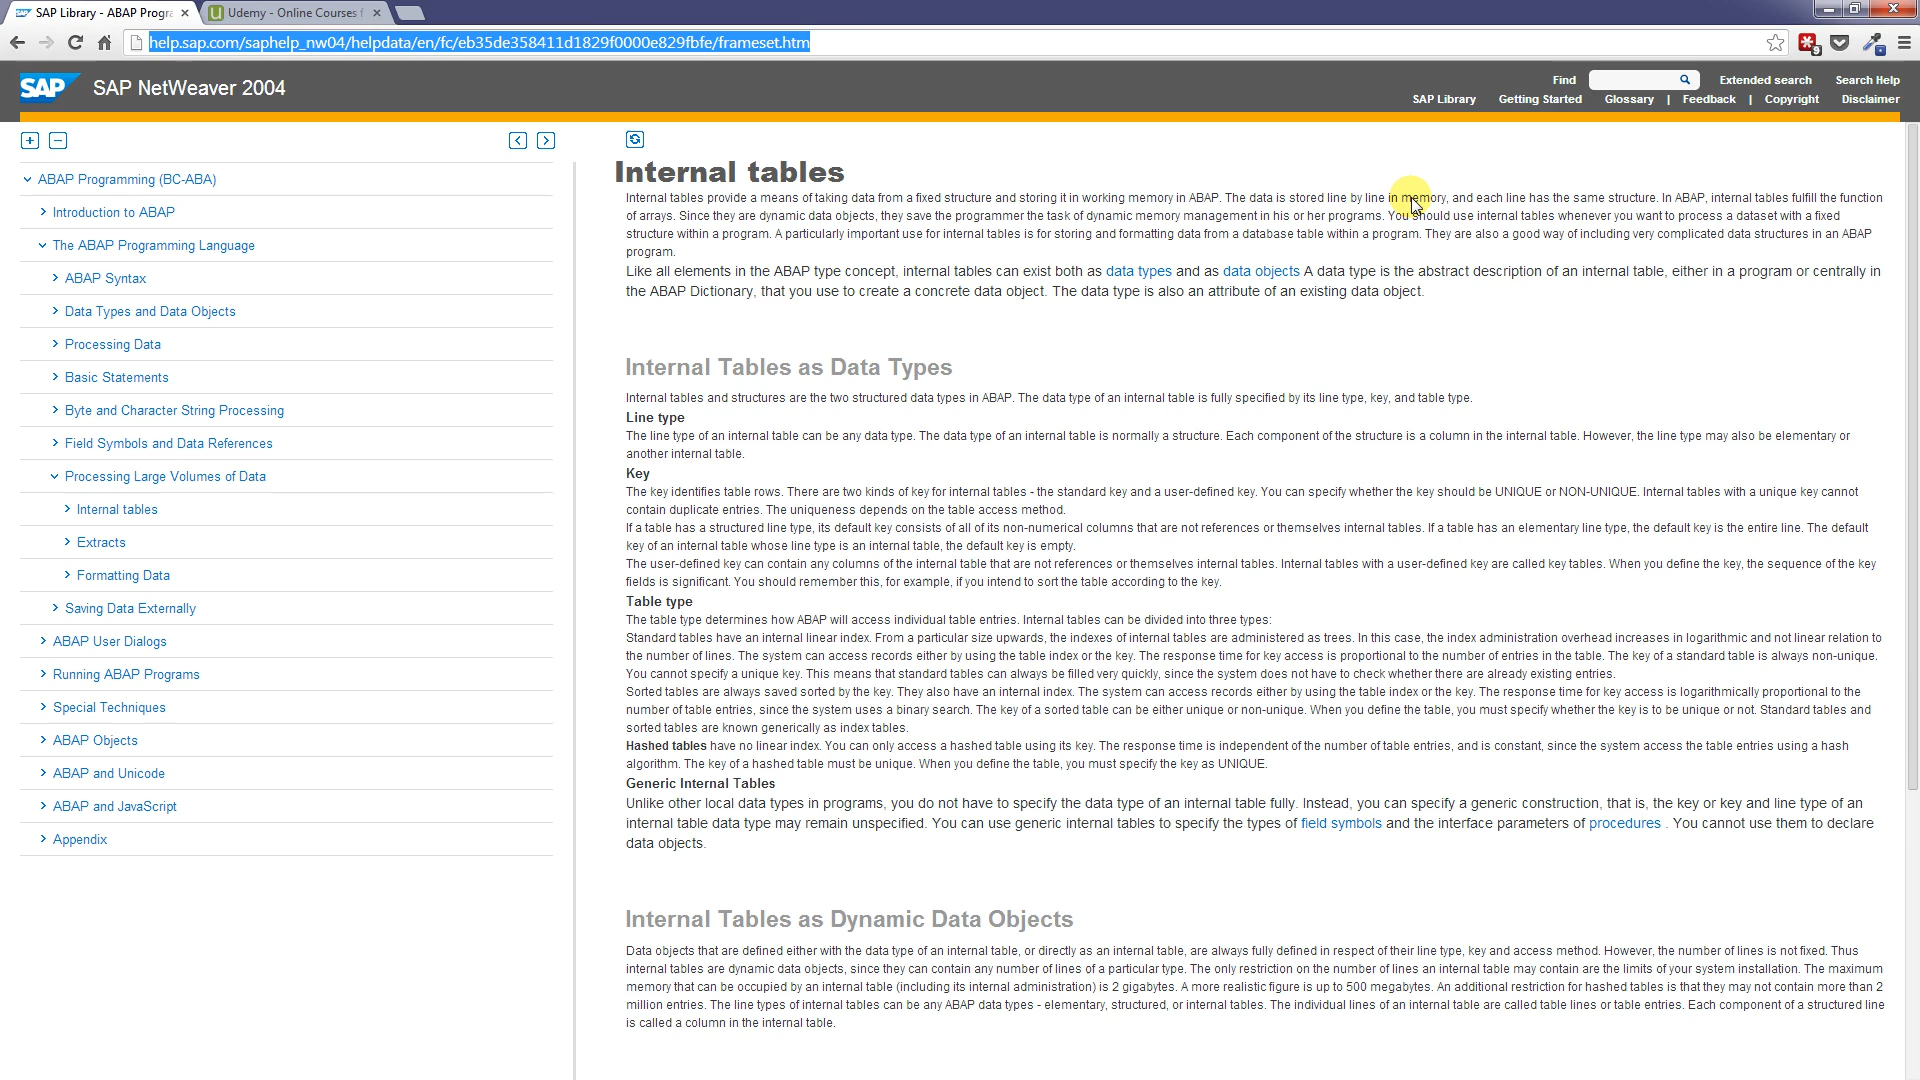 SAP Library - ABAP Progra
Udemy - Online Courses f
help.sap.com/saphelp_nw04/helpdata/en/fc/eb35de358411d1829f0000e829fbfe/frameset.htm
9
SAP
SAP NetWeaver 2004
Find
Extended search
Search Help
SAP Library
Getting Started
Glossary | Feedback | Copyright
Disclaimer
ABAP Programming (BC-ABA)
Introduction to ABAP
The ABAP Programming Language
ABAP Syntax
Data Types and Data Objects
Processing Data
Basic Statements
Byte and Character String Processing
Field Symbols and Data References
Processing Large Volumes of Data
Internal tables
Extracts
Formatting Data
Saving Data Externally
ABAP User Dialogs
Running ABAP Programs
Special Techniques
ABAP Objects
ABAP and Unicode
ABAP and JavaScript
Appendix
Internal tables
Internal tables provide a means of taking data from a fixed structure and storing it in working memory in ABAP. The data is stored line by line in memory, and each line has the same structure. In ABAP, internal tables fulfill the function
of arrays. Since they are dynamic data objects, they save the programmer the task of dynamic memory management in his or her programs. You should use internal tables whenever you want to process a dataset with a fixed
structure within a program. A particularly important use for internal tables is for storing and formatting data from a database table within a program. They are also a good way of including very complicated data structures in an ABAP
program.
Like all elements in the ABAP type concept, internal tables can exist both as data types and as data objects A data type is the abstract description of an internal table, either in a program or centrally in
the ABAP Dictionary, that you use to create a concrete data object. The data type is also an attribute of an existing data object.
Internal Tables as Data Types
Internal tables and structures are the two structured data types in ABAP. The data type of an internal table is fully specified by its line type, key, and table type.
Line type
The line type of an internal table can be any data type. The data type of an internal table is normally a structure. Each component of the structure is a column in the internal table. However, the line type may also be elementary or
another internal table.
Key
The key identifies table rows. There are two kinds of key for internal tables - the standard key and a user-defined key. You can specify whether the key should be UNIQUE or NON-UNIQUE. Internal tables with a unique key cannot
contain duplicate entries. The uniqueness depends on the table access method.
If a table has a structured line type, its default key consists of all of its non-numerical columns that are not references or themselves internal tables. If a table has an elementary line type, the default key is the entire line. The default
key of an internal table whose line type is an internal table, the default key is empty.
The user-defined key can contain any columns of the internal table that are not references or themselves internal tables. Internal tables with a user-defined key are called key tables. When you define the key, the sequence of the key
fields is significant. You should remember this, for example, if you intend to sort the table according to the key.
Table type
The table type determines how ABAP will access individual table entries. Internal tables can be divided into three types:
Standard tables have an internal linear index. From a particular size upwards, the indexes of internal tables are administered as trees. In this case, the index administration overhead increases in logarithmic and not linear relation to
the number of lines. The system can access records either by using the table index or the key. The response time for key access is proportional to the number of entries in the table. The key of a standard table is always non-unique.
You cannot specify a unique key. This means that standard tables can always be filled very quickly, since the system does not have to check whether there are already existing entries.
Sorted tables are always saved sorted by the key. They also have an internal index. The system can access records either by using the table index or the key. The response time for key access is logarithmically proportional to the
number of table entries, since the system uses a binary search. The key of a sorted table can be either unique or non-unique. When you define the table, you must specify whether the key is to be unique or not. Standard tables and
sorted tables are known generically as index tables.
Hashed tables have no linear index. You can only access a hashed table using its key. The response time is independent of the number of table entries, and is constant, since the system access the table entries using a hash
algorithm. The key of a hashed table must be unique. When you define the table, you must specify the key as UNIQUE.
Generic Internal Tables
Unlike other local data types in programs, you do not have to specify the data type of an internal table fully. Instead, you can specify a generic construction, that is, the key or key and line type of an
internal table data type may remain unspecified. You can use generic internal tables to specify the types of field symbols and the interface parameters of procedures . You cannot use them to declare
data objects.
Internal Tables as Dynamic Data Objects
Data objects that are defined either with the data type of an internal table, or directly as an internal table, are always fully defined in respect of their line type, key and access method. However, the number of lines is not fixed. Thus
internal tables are dynamic data objects, since they can contain any number of lines of a particular type. The only restriction on the number of lines an internal table may contain are the limits of your system installation. The maximum
memory that can be occupied by an internal table (including its internal administration) is 2 gigabytes. A more realistic figure is up to 500 megabytes. An additional restriction for hashed tables is that they may not contain more than 2
million entries. The line types of internal tables can be any ABAP data types - elementary, structured, or internal tables. The individual lines of an internal table are called table lines or table entries. Each component of a structured line
is called a column in the internal table.